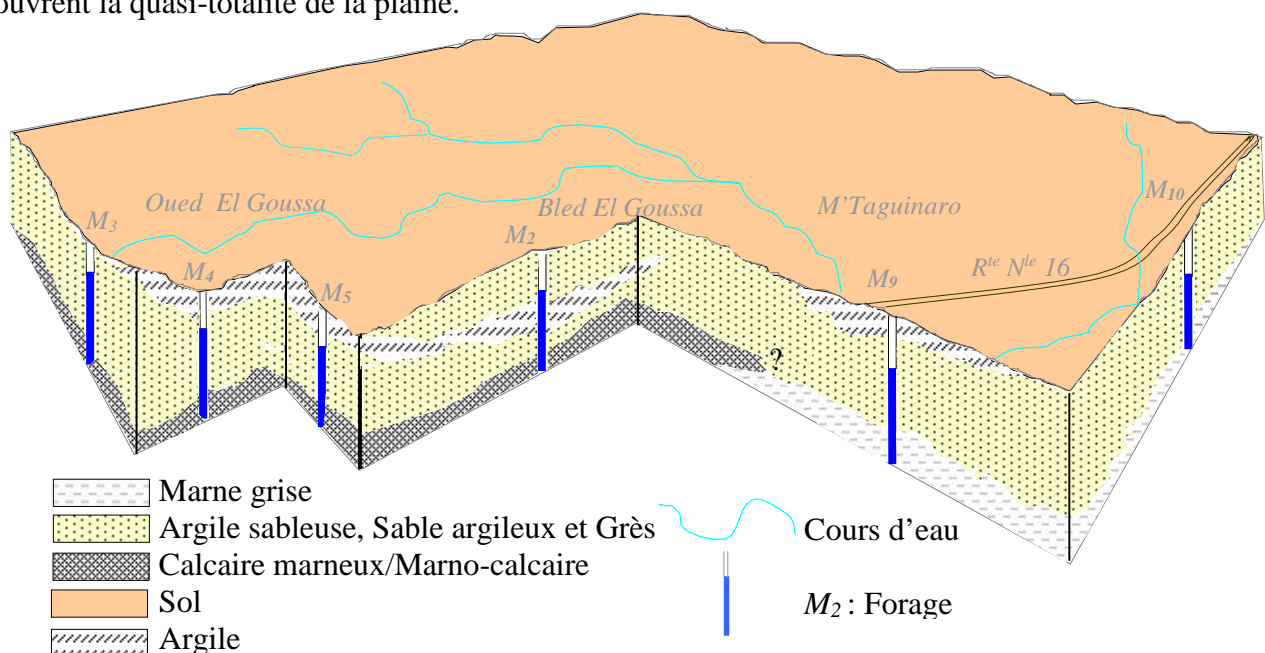 ouvrent la quasi-totalité de la plaine.
Oued El Goussa
Bled El Goussa
M'Taguinaro
M10
M3
M2
M4
M5
M9
Rte Nle 16
?
Marne grise
Argile sableuse, Sable argileux et Grès
Calcaire marneux/Marno-calcaire
Sol
Argile
Cours d'eau
M2 : Forage